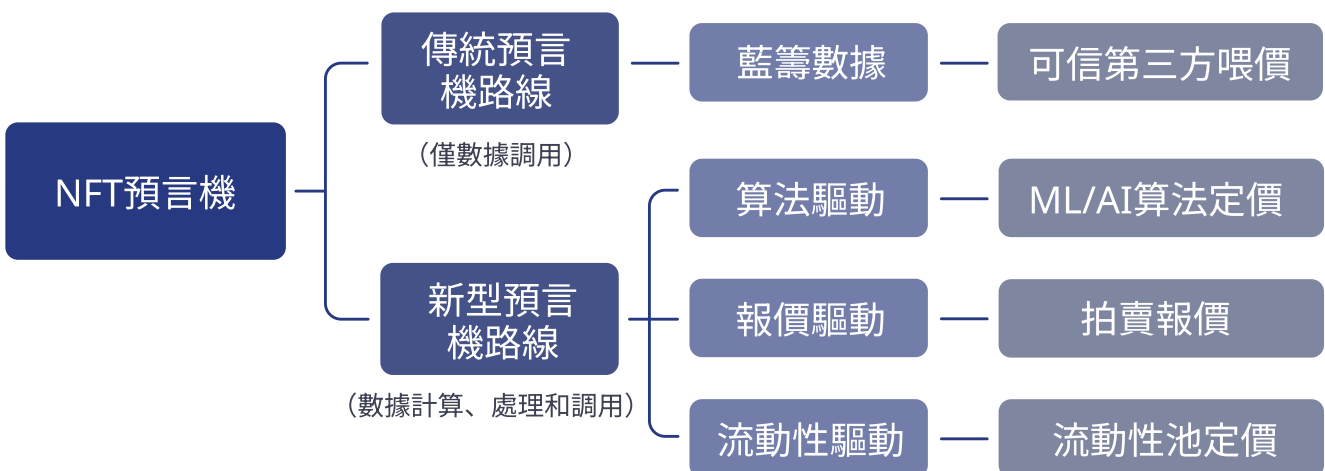 NFT預言機
傳統預言
機路線
（僅數據調用）
藍籌數據
可信第三方喂價
新型預言
機路線
（數據計算、處理和調用）
算法驅動
ML/AI算法定價
報價驅動
拍賣報價
流動性驅動
流動性池定價